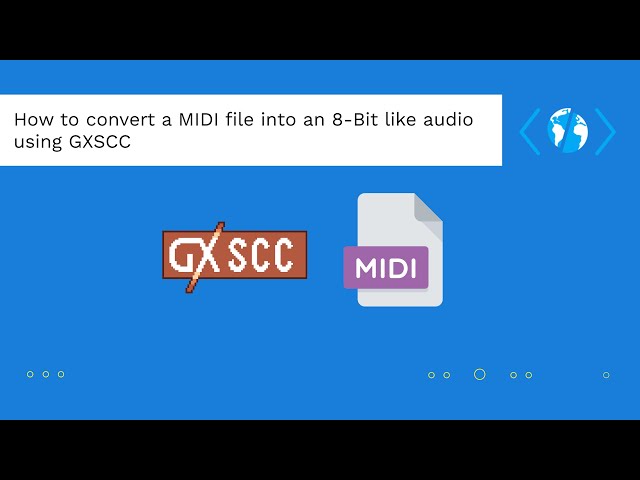 How to convert a MIDI file into an 8-Bit like audio
using GXSCC
GXSCC
MIDI